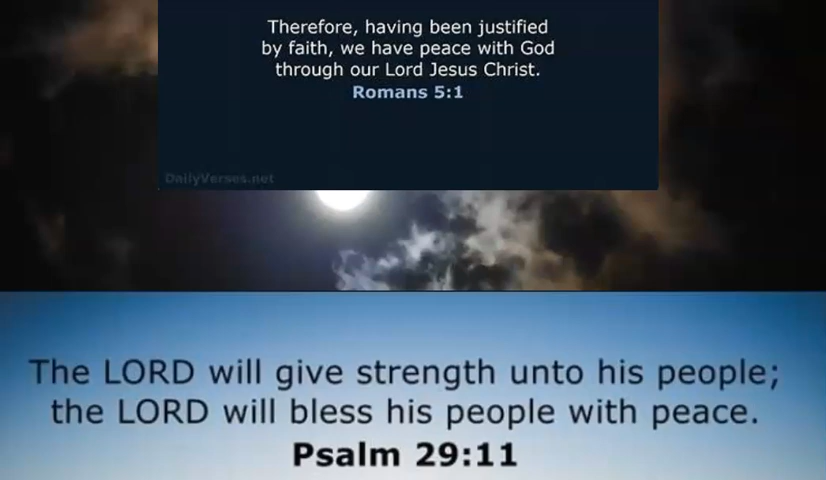 Therefore, having been justified
by faith, we have peace with God
through our Lord Jesus Christ.
Romans 5:1
DailyVerses.net
The LORD will give strength unto his people;
the LORD will bless his people with peace.
Psalm 29:11